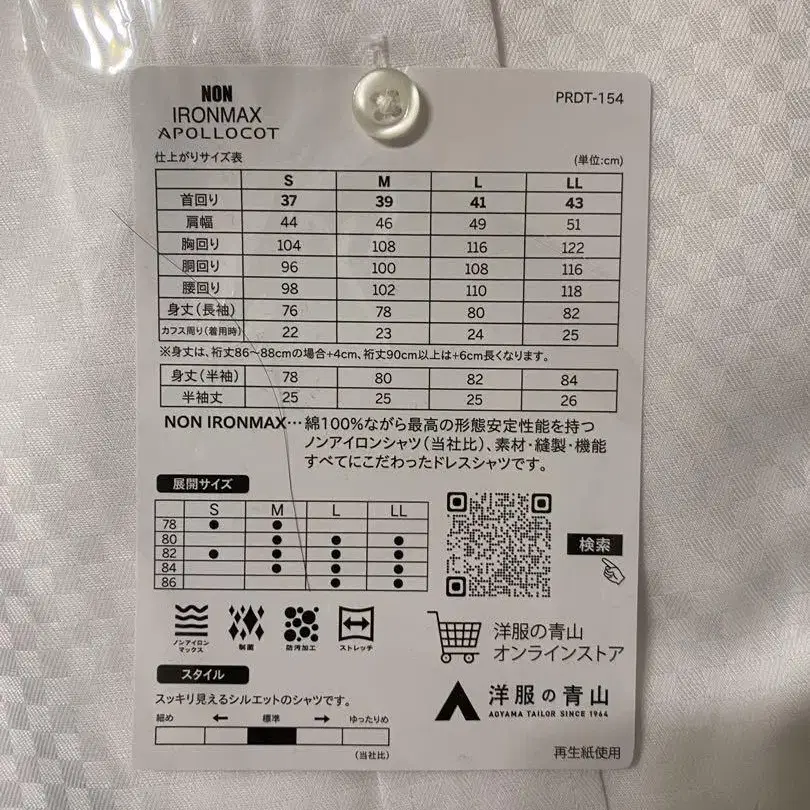 NON
IRONMAX
APOLLOCOT
PRDT-154
仕上がりサイズ表 (単位:cm)
S M L LL
首回り 37 39 41 43
肩幅 44 46 49 51
胸回り 104 108 116 122
胴回り 96 100 108 116
腰回り 98 102 110 118
身丈(長袖) 76 78 80 82
カフス周り(着用時) 22 23 24 25
※身丈は、裄丈86〜88cmの場合+4cm、裄丈90cm以上は+6cm長くなります。
身丈(半袖) 78 80 82 84
半袖丈 25 25 25 26
NON IRONMAX…綿100%ながら最高の形態安定性能を持つ
ノンアイロンシャツ(当社比)、素材・縫製・機能
すべてにこだわったドレスシャツです。
展開サイズ
S M L LL
78 ● ●
80 ● ● ●
82 ● ● ● ●
84 ● ● ●
86 ● ●
検索
ノンアイロン
マックス
制菌
防汚加工
ストレッチ
洋服の青山
オンラインストア
スタイル
スッキリ見えるシルエットのシャツです。
細め ← 標準 → ゆったりめ
(当社比)
洋服の青山
AOYAMA TAILOR SINCE 1964
再生紙使用